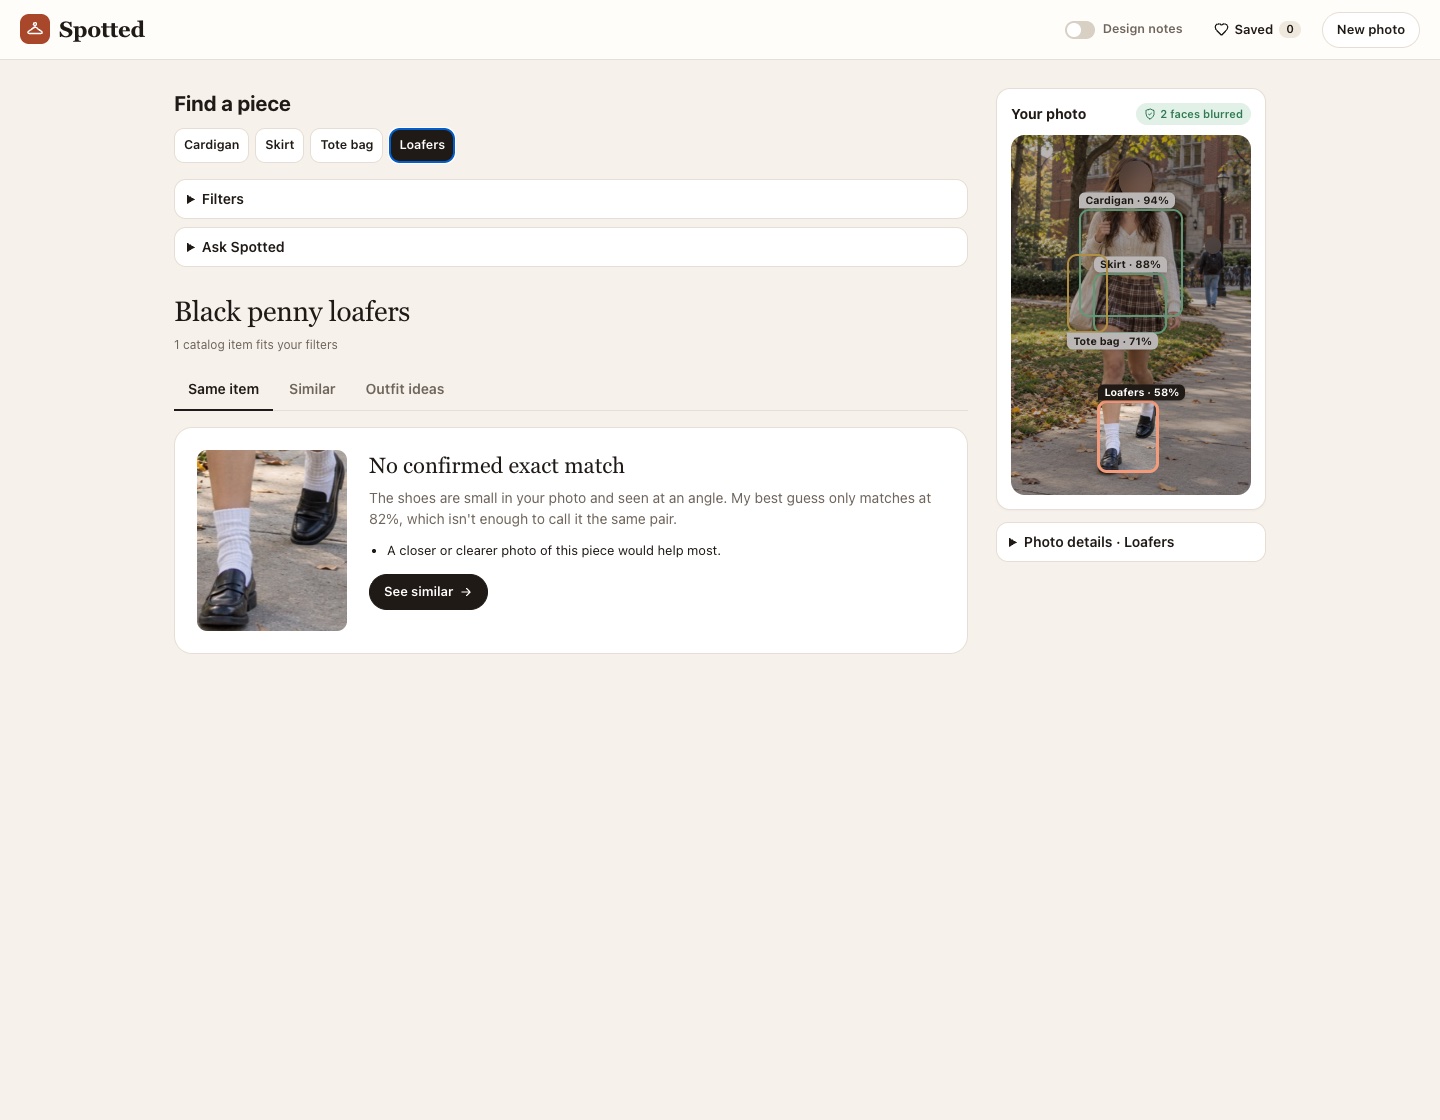 Spotted
Design notes
Saved 0
New photo
Find a piece
Cardigan
Skirt
Tote bag
Loafers
Filters
Ask Spotted
Black penny loafers
1 catalog item fits your filters
Same item
Similar
Outfit ideas
No confirmed exact match
The shoes are small in your photo and seen at an angle. My best guess only matches at
82%, which isn't enough to call it the same pair.
• A closer or clearer photo of this piece would help most.
See similar →
Your photo
2 faces blurred
Cardigan · 94%
Skirt · 88%
Tote bag · 71%
Loafers · 58%
Photo details · Loafers